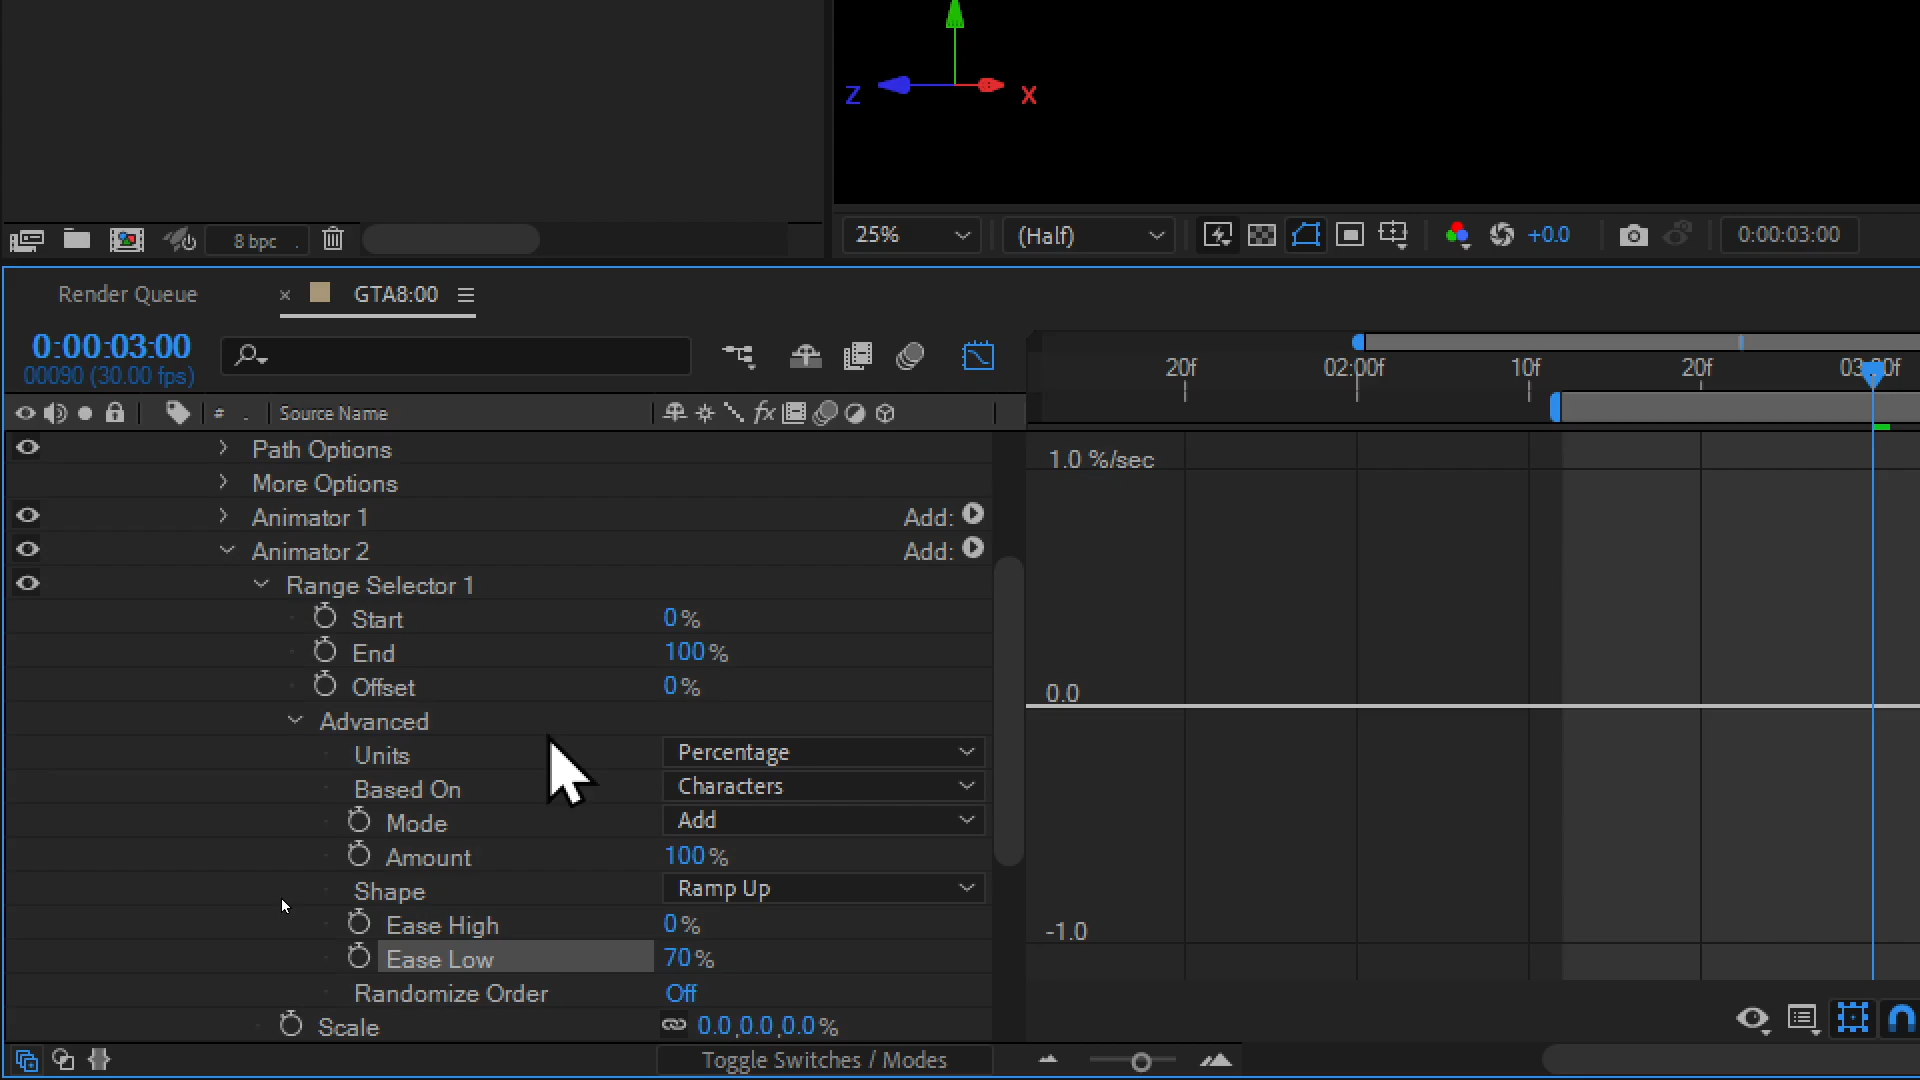 Z
X
8 bpc
25%
(Half)
+0.0
0:00:03:00
Render Queue
GTA8:00
0:00:03:00
00090 (30.00 fps)
20f
02:00f
10f
20f
# . Source Name
fx
Path Options
1.0 %/sec
More Options
Animator 1
Add:
Animator 2
Add:
Range Selector 1
Start
0%
End
100%
Offset
0%
0.0
Advanced
Units
Percentage
Based On
Characters
Mode
Add
Amount
100%
Shape
Ramp Up
Ease High
0%
-1.0
Ease Low
70%
Randomize Order
Off
Scale
0.0,0.0,0.0%
Toggle Switches / Modes